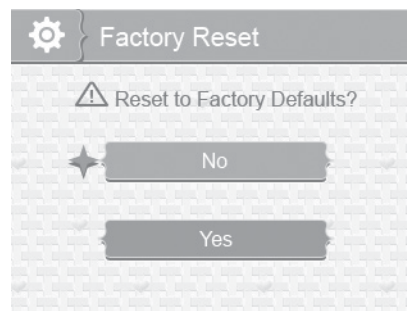 Factory Reset
Reset to Factory Defaults?
No
Yes